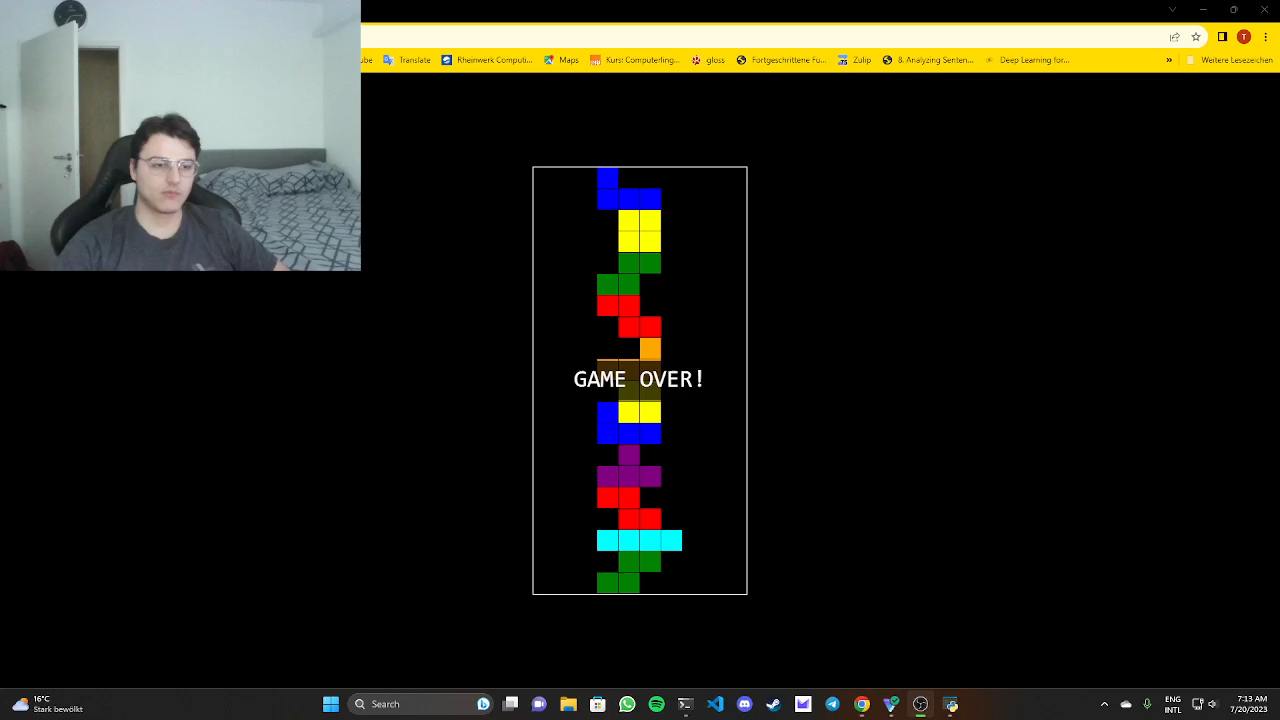 ube Translate Rheinwerk Computi... Maps Kurs: Computerling... gloss Fortgeschrittene Fu... Zulip 8. Analyzing Senten... Deep Learning for... » Weitere Lesezeichen
T
GAME OVER!
16°C
Stark bewölkt
Search
ENG
INTL
7:13 AM
7/20/2023